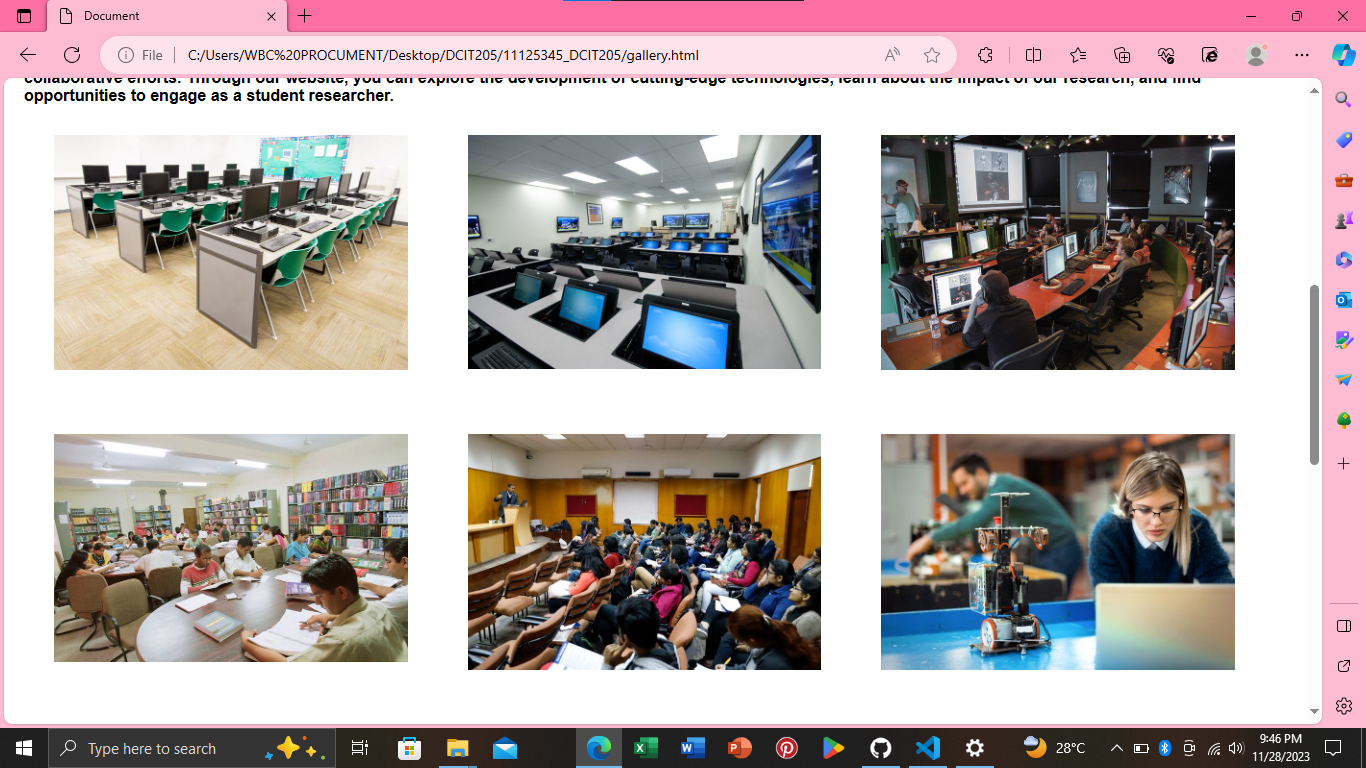 Document
File
C:/Users/WBC%20PROCUMENT/Desktop/DCIT205/11125345_DCIT205/gallery.html
collaborative efforts. Through our website, you can explore the development of cutting-edge technologies, learn about the impact of our research, and find
opportunities to engage as a student researcher.
Type here to search
28°C
9:46 PM
11/28/2023